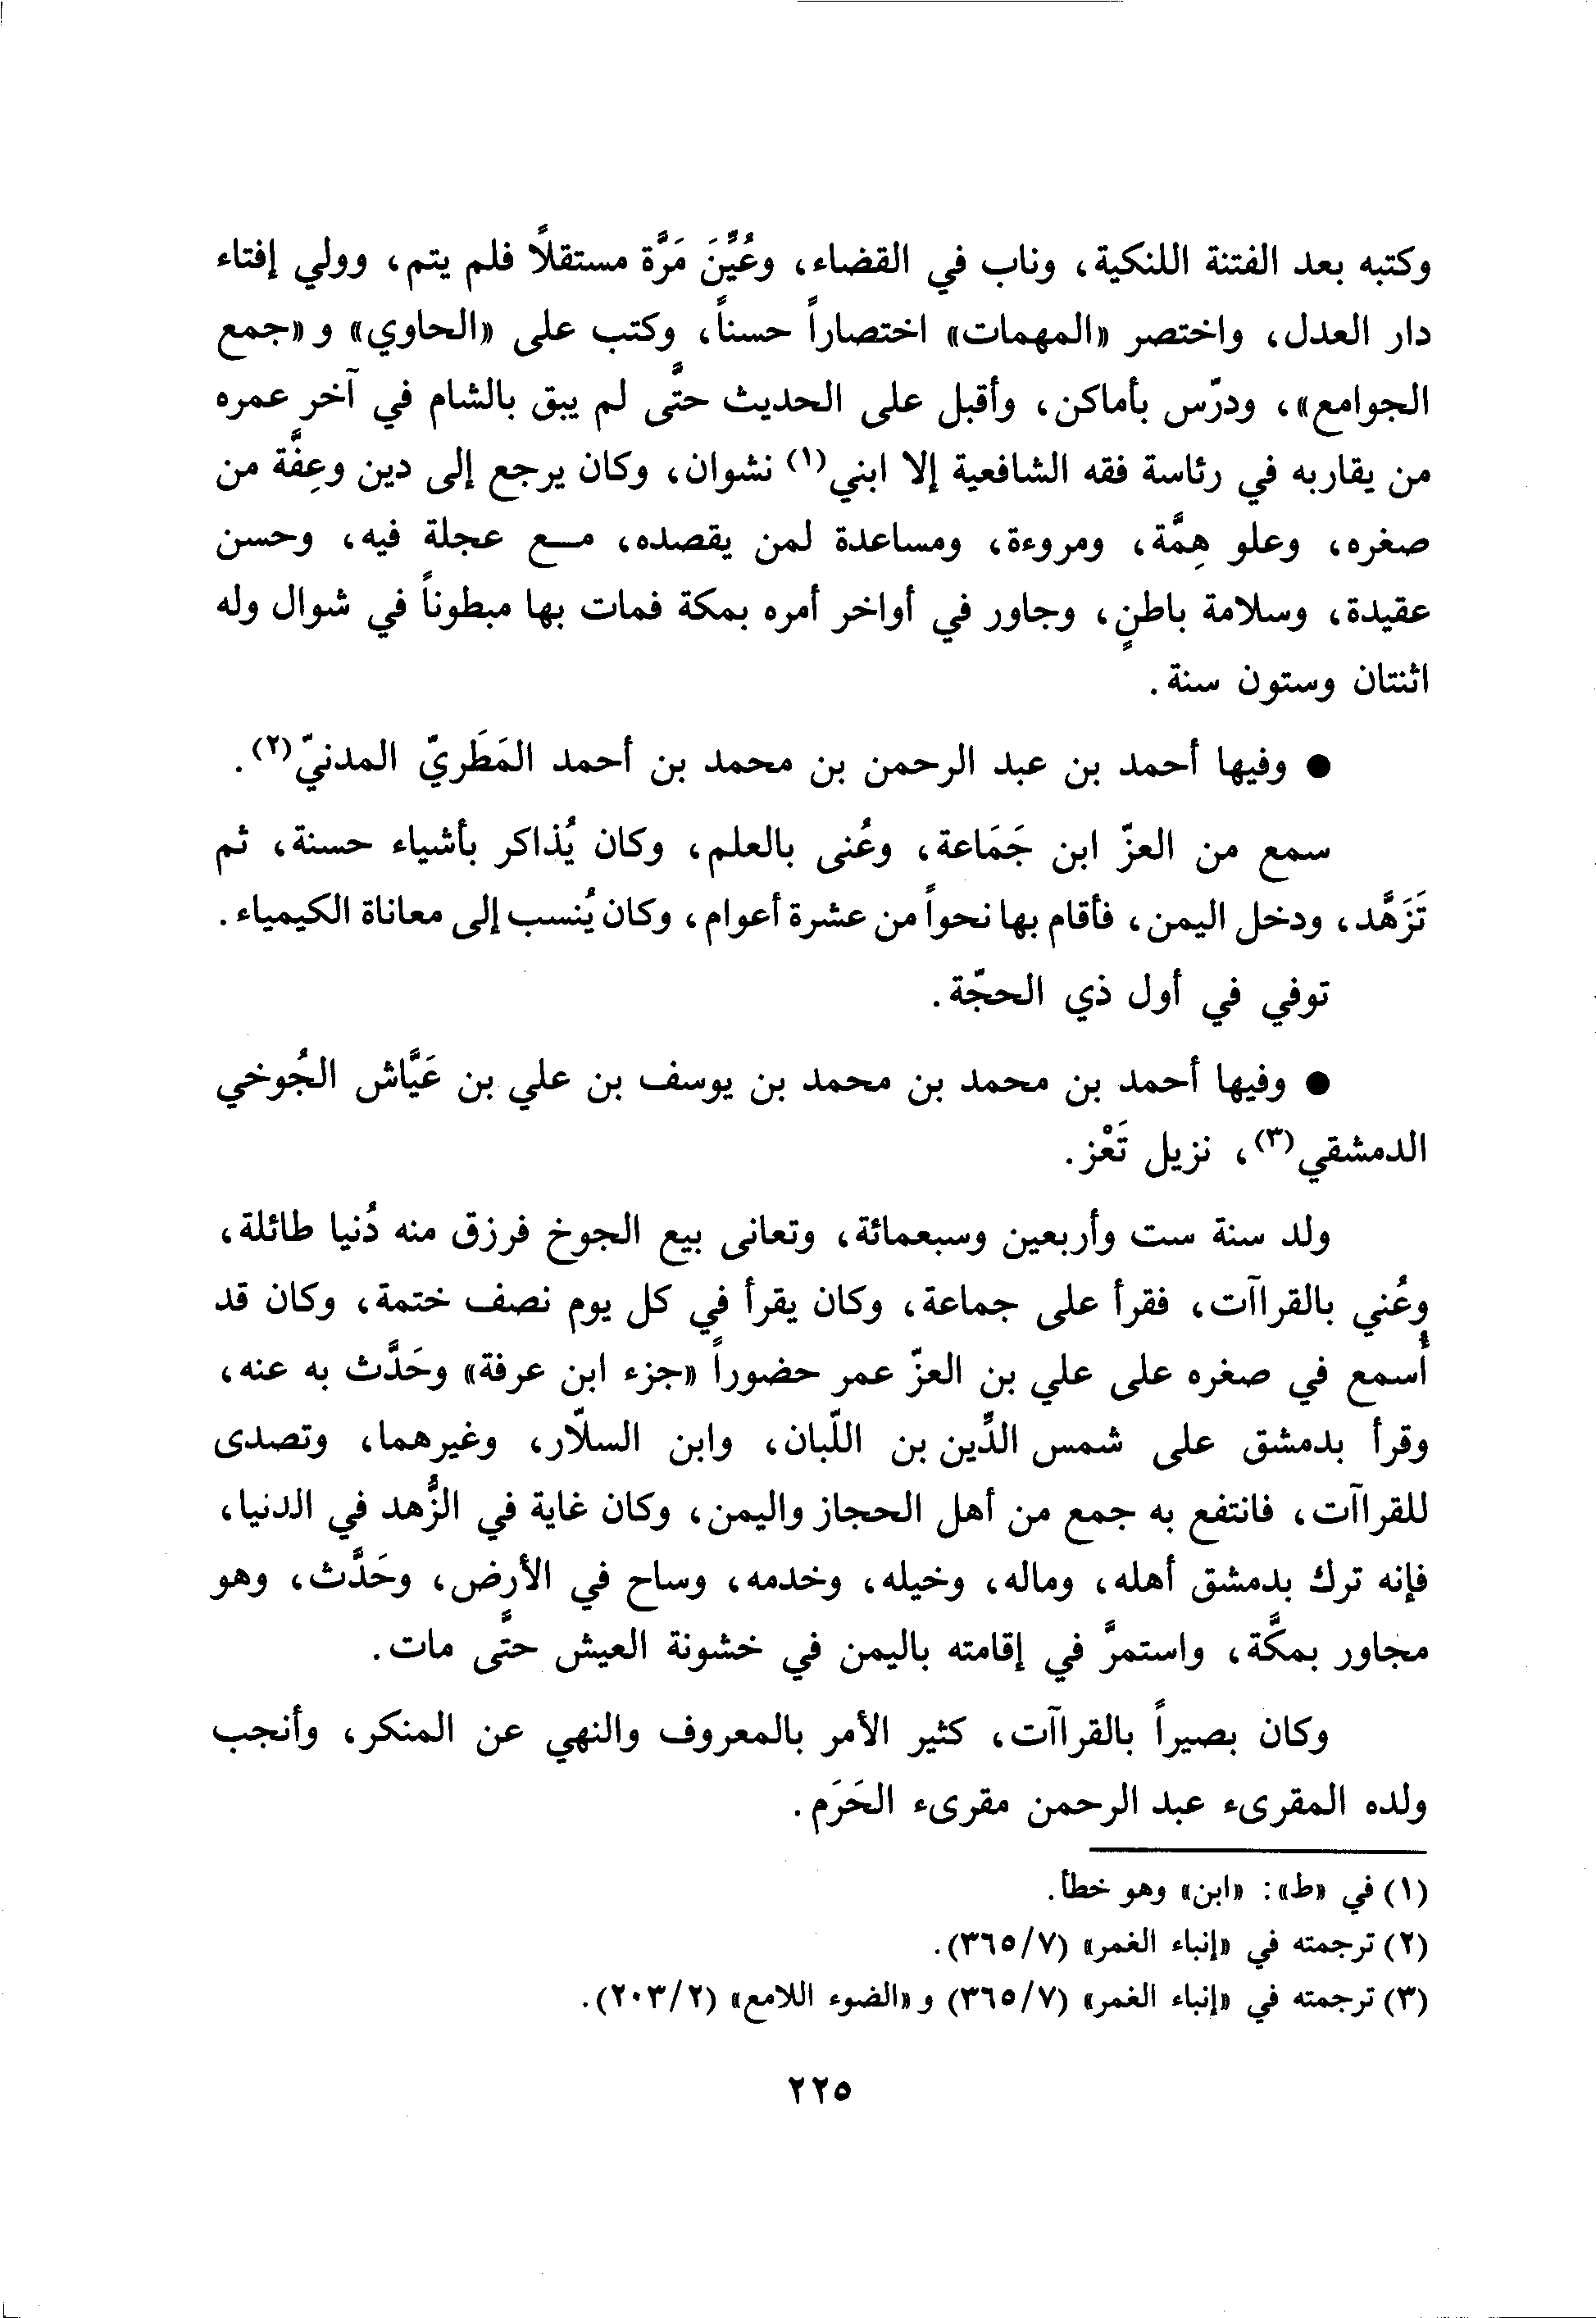 وكتبه بعد الفتنة اللنكية، وناب في القضاء، وعُيِّنَ مَرَّة مستقلاً فلم يتم، وولي إفتاء
دار العدل، واختصر «المهمات» اختصاراً حسناً، وكتب على «الحاوي» و«جمع
الجوامع»، ودرّس بأماكن، وأقبل على الحديث حتَّى لم يبق بالشام في آخر عمره
من يقاربه في رئاسة فقه الشافعية إلا ابني(١) نشوان، وكان يرجع إلى دين وعِفَّة من
صغره، وعلو هِمَّة، ومروءة، ومساعدة لمن يقصده، مـع عجلة فيه، وحسن
عقيدة، وسلامة باطنٍ، وجاور في أواخر أمره بمكة فمات بها مبطوناً في شوال وله
اثنتان وستون سنة.
● وفيها أحمد بن عبد الرحمن بن محمد بن أحمد المَطَريّ المدنيّ(٢).
سمع من العزّ ابن جَمَاعة، وعُنى بالعلم، وكان يُذاكر بأشياء حسنة، ثم
تَزَهَّد، ودخل اليمن، فأقام بها نحواً من عشرة أعوام، وكان يُنسب إلى معاناة الكيمياء.
توفي في أول ذي الحجّة.
● وفيها أحمد بن محمد بن محمد بن يوسف بن علي بن عَيَّاش الجُوخي
الدمشقي(٣)، نزيل تَعْز.
ولد سنة ست وأربعين وسبعمائة، وتعانى بيع الجوخ فرزق منه دُنيا طائلة،
وعُني بالقراآت، فقرأ على جماعة، وكان يقرأ في كل يوم نصف ختمة، وكان قد
أُسمع في صغره على علي بن العزّ عمر حضوراً «جزء ابن عرفة» وحَدَّث به عنه،
وقرأ بدمشق على شمس الدِّين بن اللّبان، وابن السلّار، وغيرهما، وتصدى
للقراآت، فانتفع به جمع من أهل الحجاز واليمن، وكان غاية في الزُّهد في الدنيا،
فإنه ترك بدمشق أهله، وماله، وخيله، وخدمه، وساح في الأرض، وحَدَّث، وهو
مجاور بمكَّة، واستمرَّ في إقامته باليمن في خشونة العيش حتَّى مات.
وكان بصيراً بالقراآت، كثير الأمر بالمعروف والنهي عن المنكر، وأنجب
ولده المقرىء عبد الرحمن مقرىء الحَرَم.
(١) في «ط»: «ابن» وهو خطأ.
(٢) ترجمته في «إنباء الغمر» (٧/٣٦٥).
(٣) ترجمته في «إنباء الغمر» (٧/٣٦٥) و«الضوء اللامع» (٢/٢٠٣).
٢٢٥